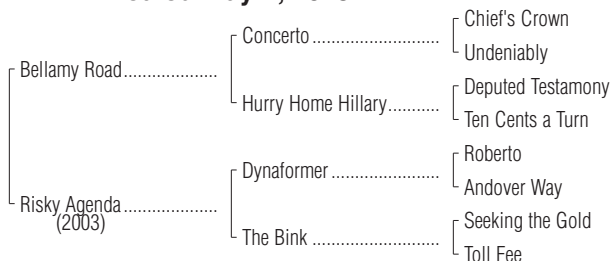 Chief's Crown
Concerto ...........................
Undeniably
Bellamy Road....................
Deputed Testamony
Hurry Home Hillary...........
Ten Cents a Turn
Roberto
Dynaformer .......................
Andover Way
Risky Agenda....................
(2003)
Seeking the Gold
The Bink ...........................
Toll Fee